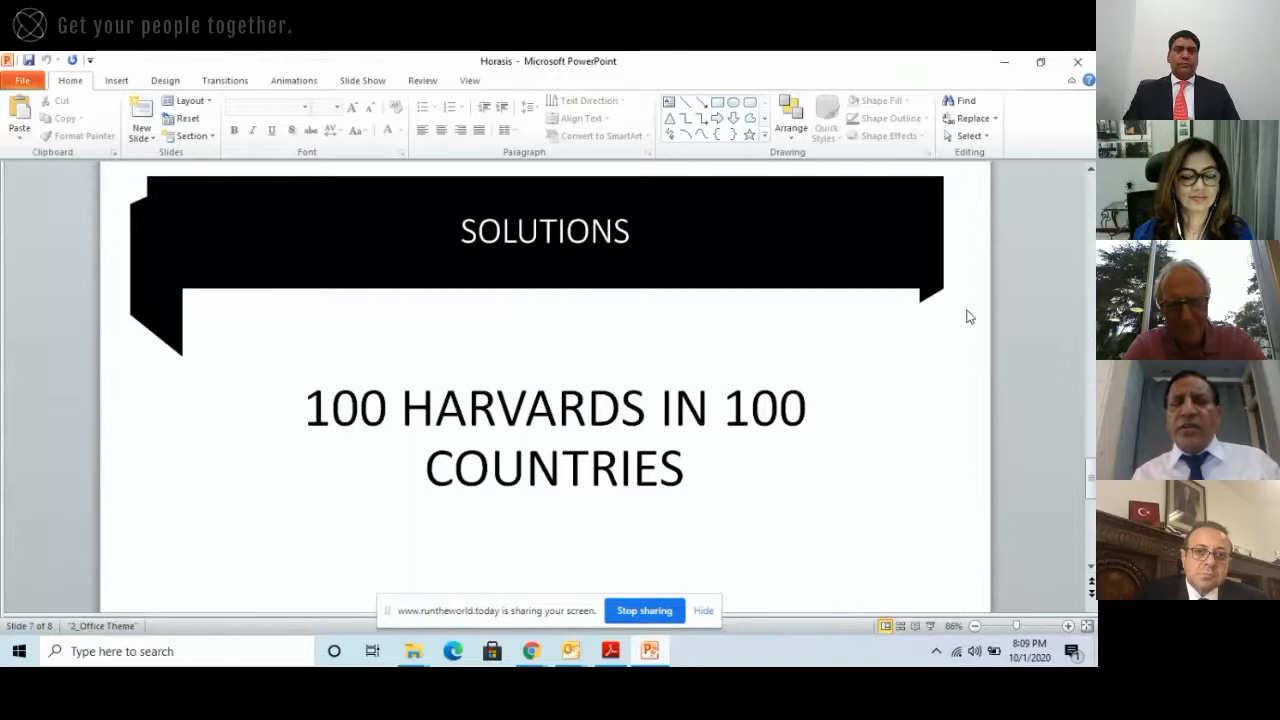 Get your people together.
Horasis - Microsoft PowerPoint
File Home Insert Design Transitions Animations Slide Show Review View
Paste
Cut
Copy
Format Painter
Clipboard
New
Slide
Layout
Reset
Section
Slides
B I U S abc AV Aa A
Font
Text Direction
Align Text
Convert to SmartArt
Paragraph
Arrange
Quick
Styles
Shape Fill
Shape Outline
Shape Effects
Drawing
Find
Replace
Select
Editing
SOLUTIONS
100 HARVARDS IN 100
COUNTRIES
www.runtheworld.today is sharing your screen. Stop sharing Hide
Slide 7 of 8 "2_Office Theme" 86%
Type here to search
8:09 PM
10/1/2020
1